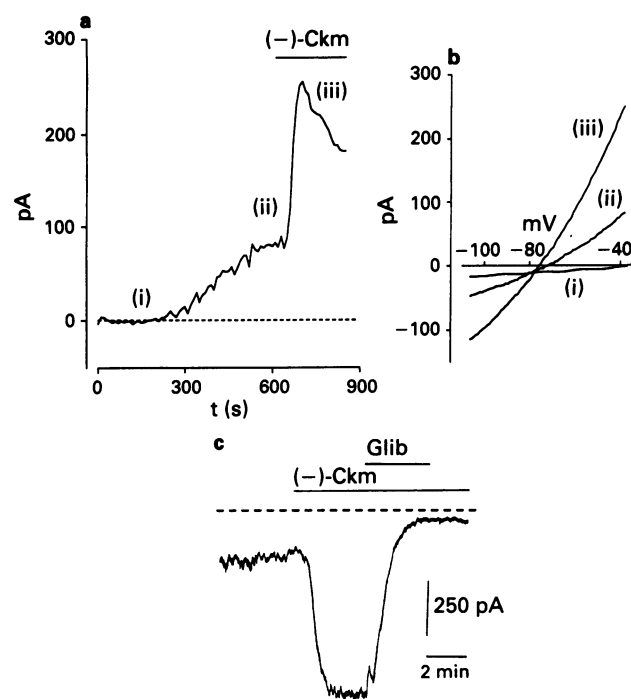 a
(−)-Ckm
300
(iii)
200
pA
(ii)
100
(i)
0
0 300 600 900
t (s)
b
300
(iii)
200
pA
(ii)
100
mV
−100 −80 −40
0
(i)
−100
c
Glib
(−)-Ckm
250 pA
2 min